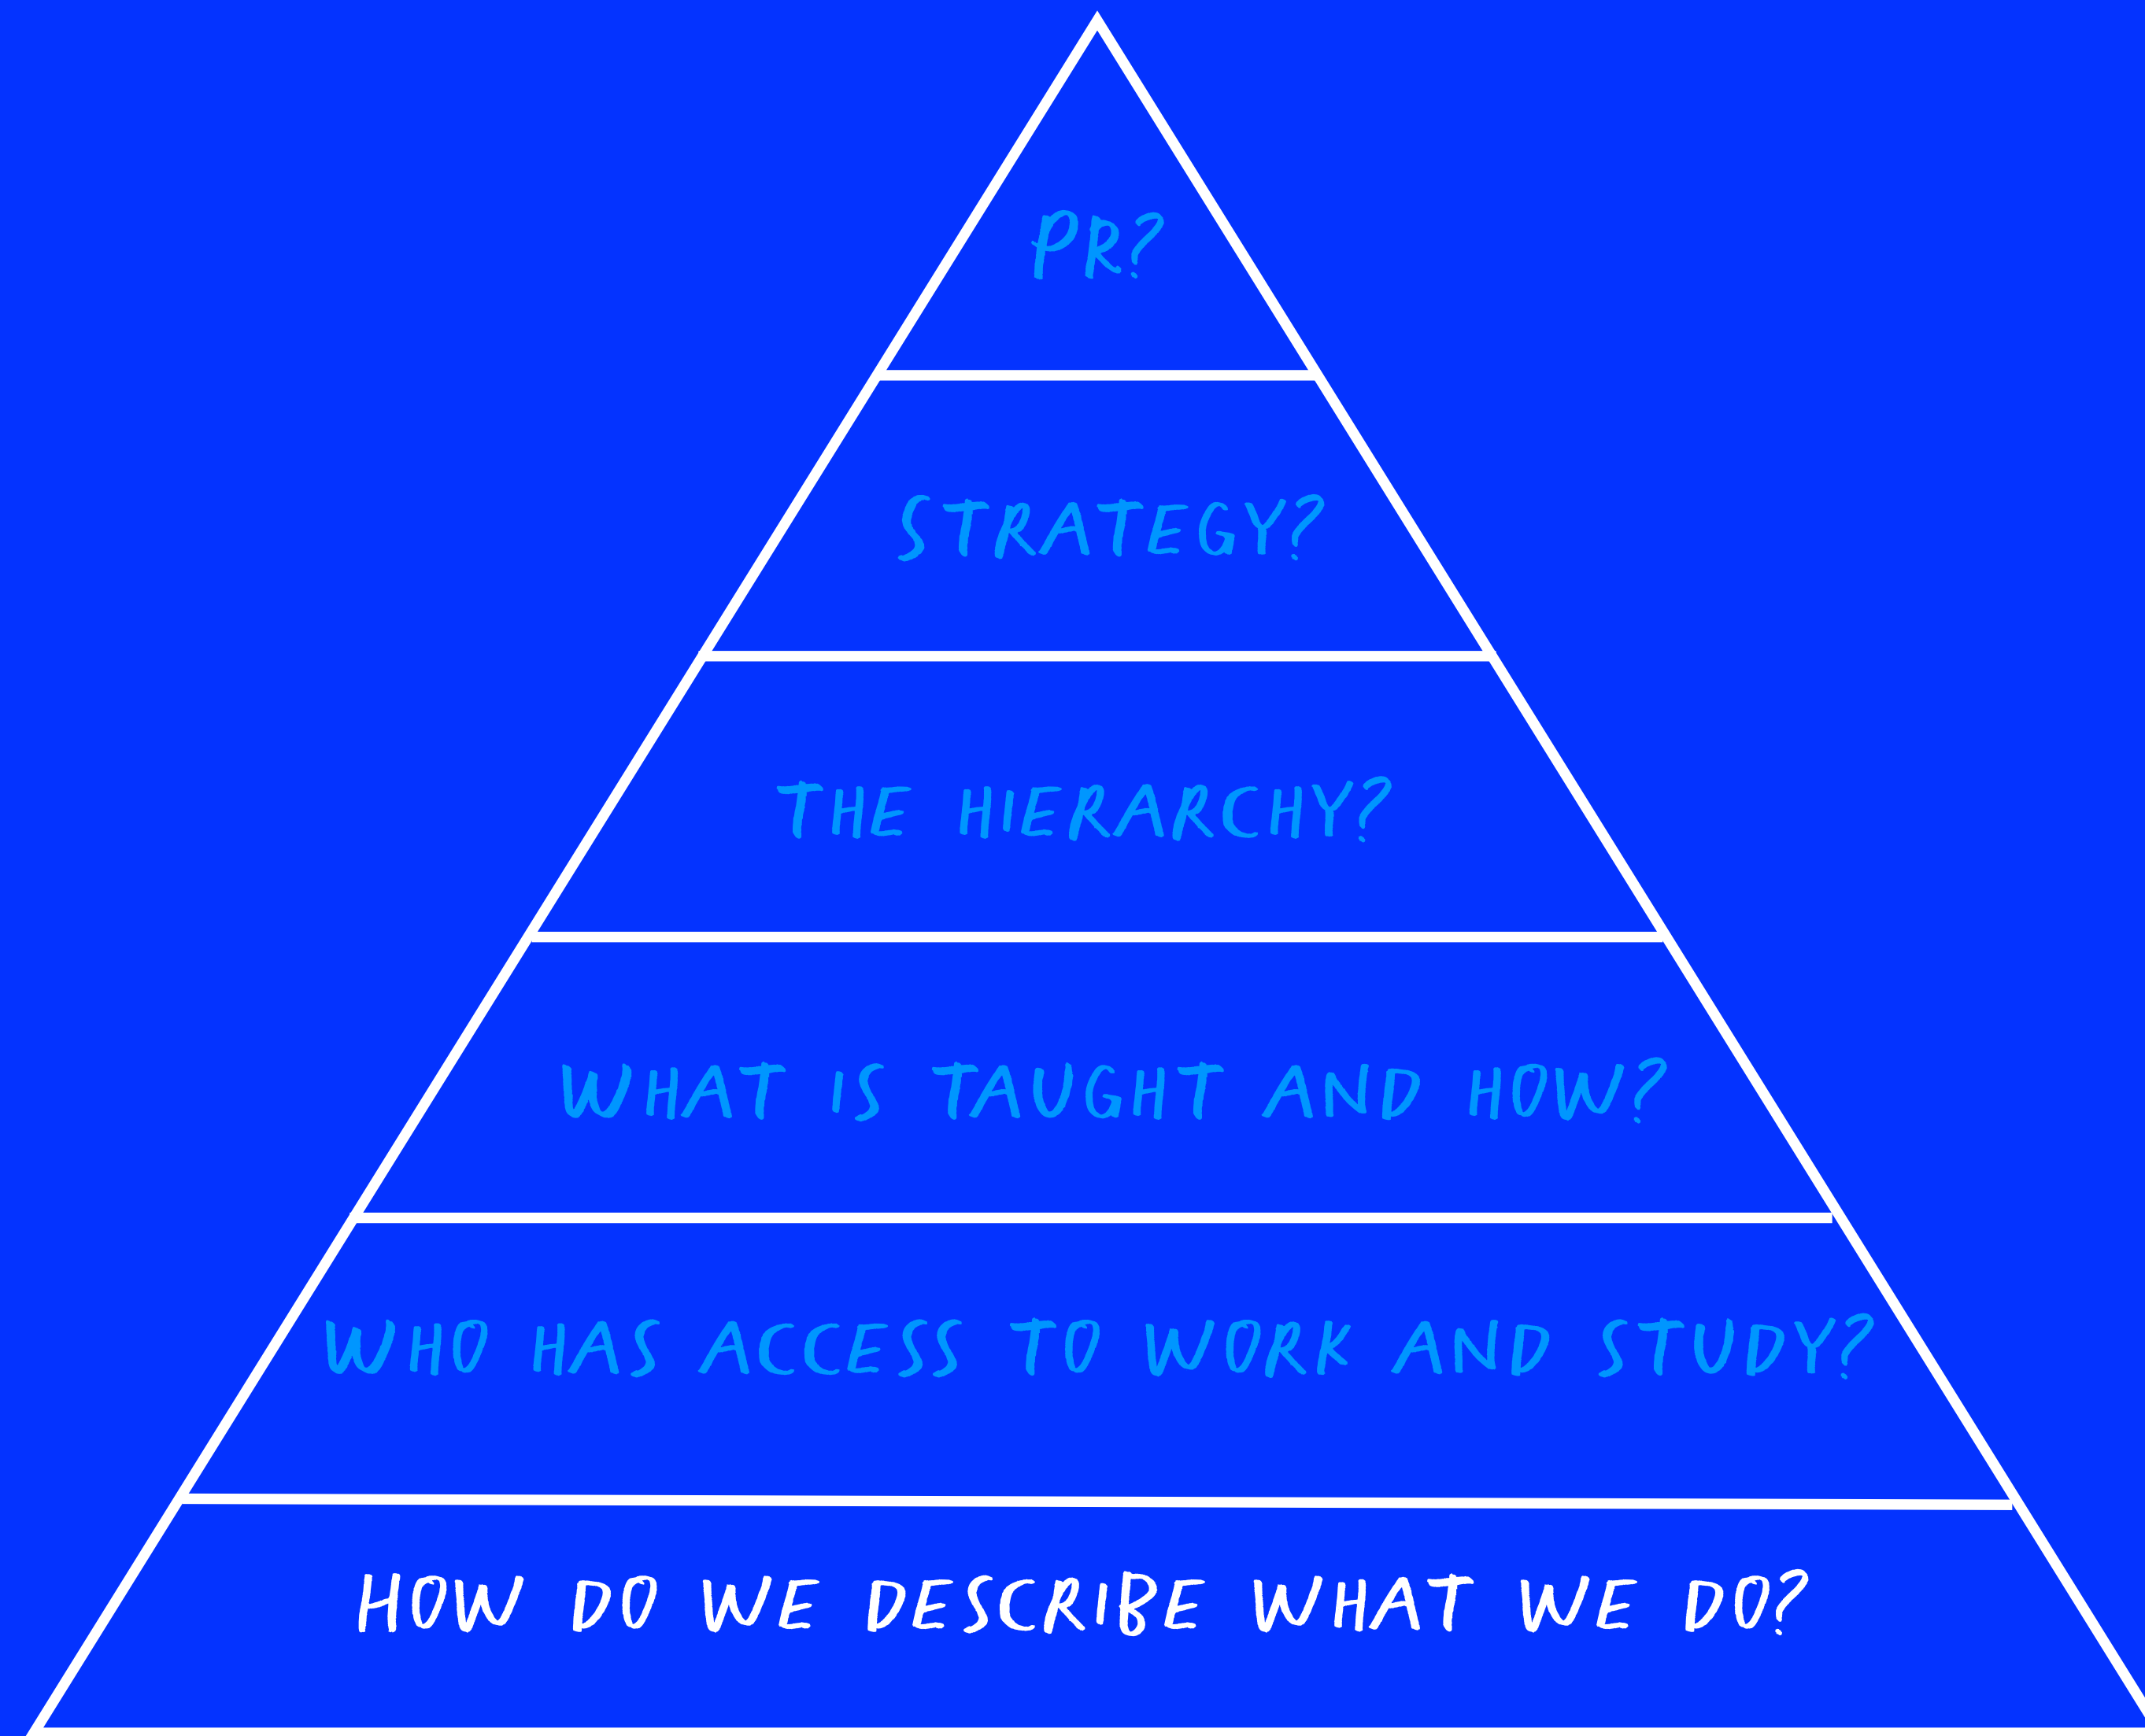 PR?
STRATEGY?
THE HIERARCHY?
WHAT IS TAUGHT AND HOW?
WHO HAS ACCESS TO WORK AND STUDY?
HOW DO WE DESCRIBE WHAT WE DO?